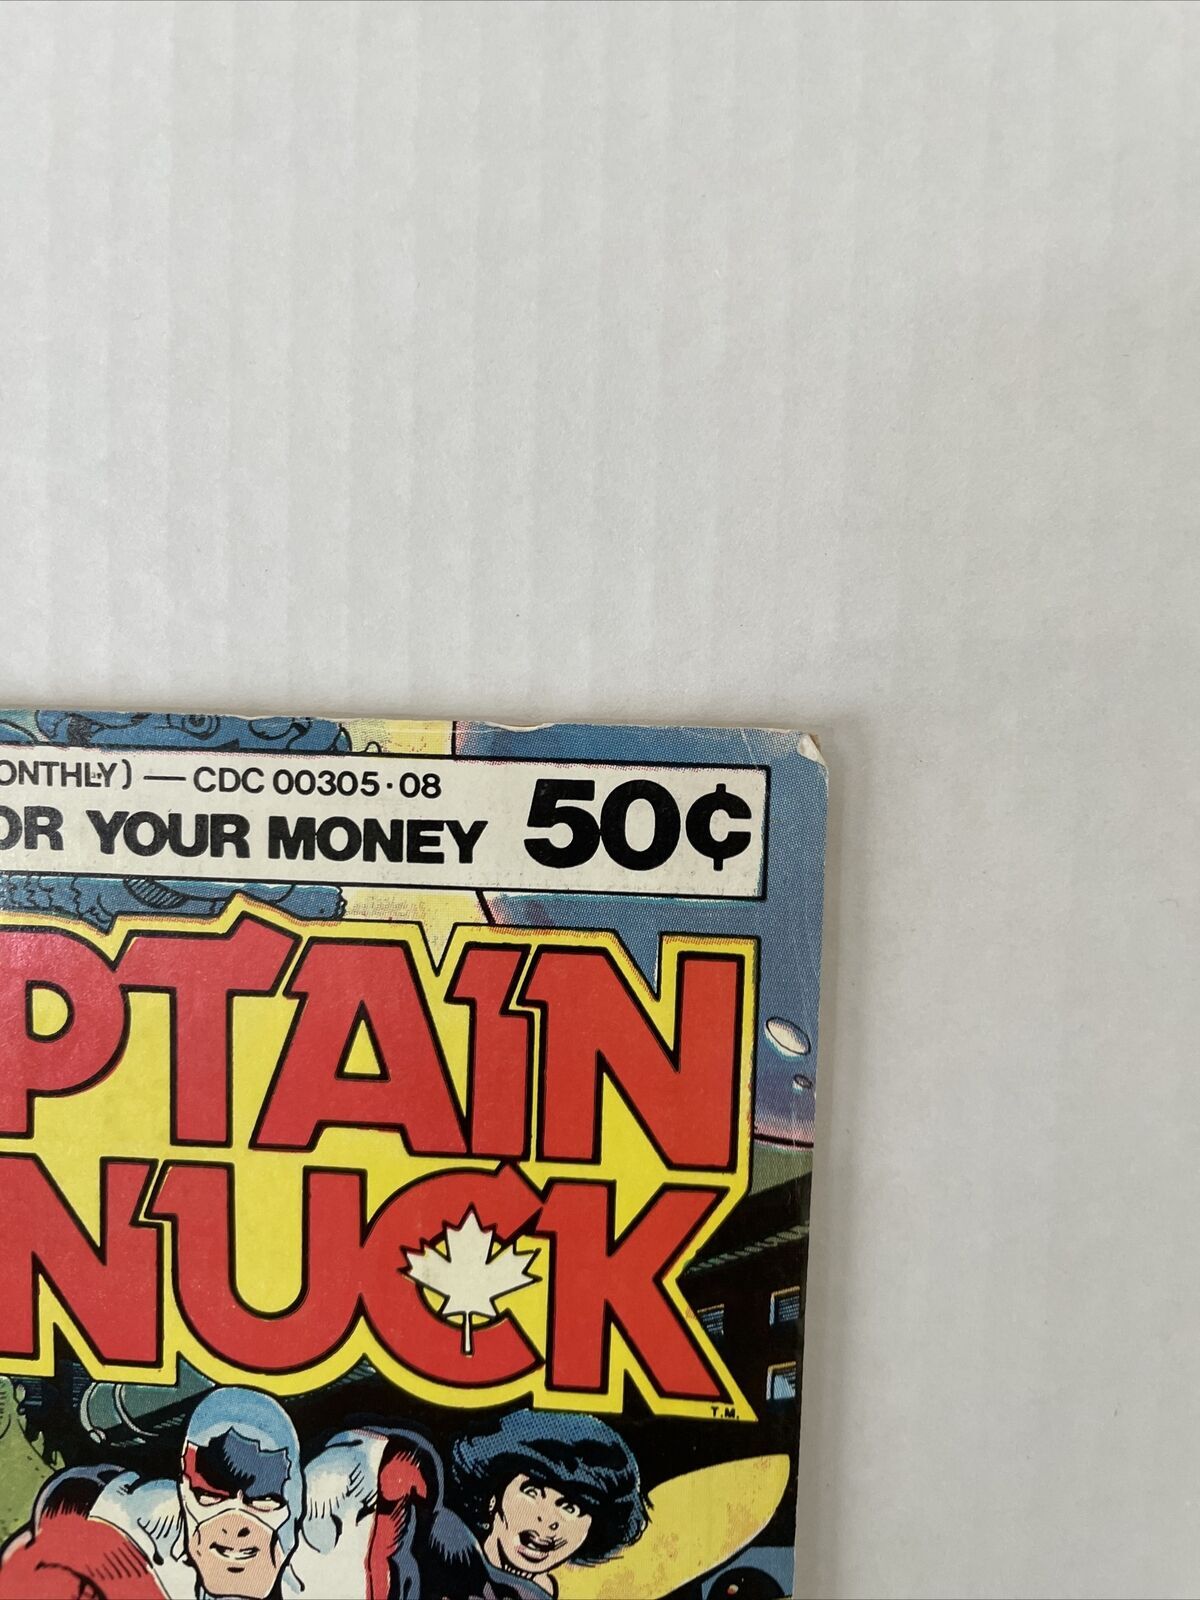 ONTHLY) — CDC 00305·08
OR YOUR MONEY 50¢
PTAIN
NUCK
T.M.